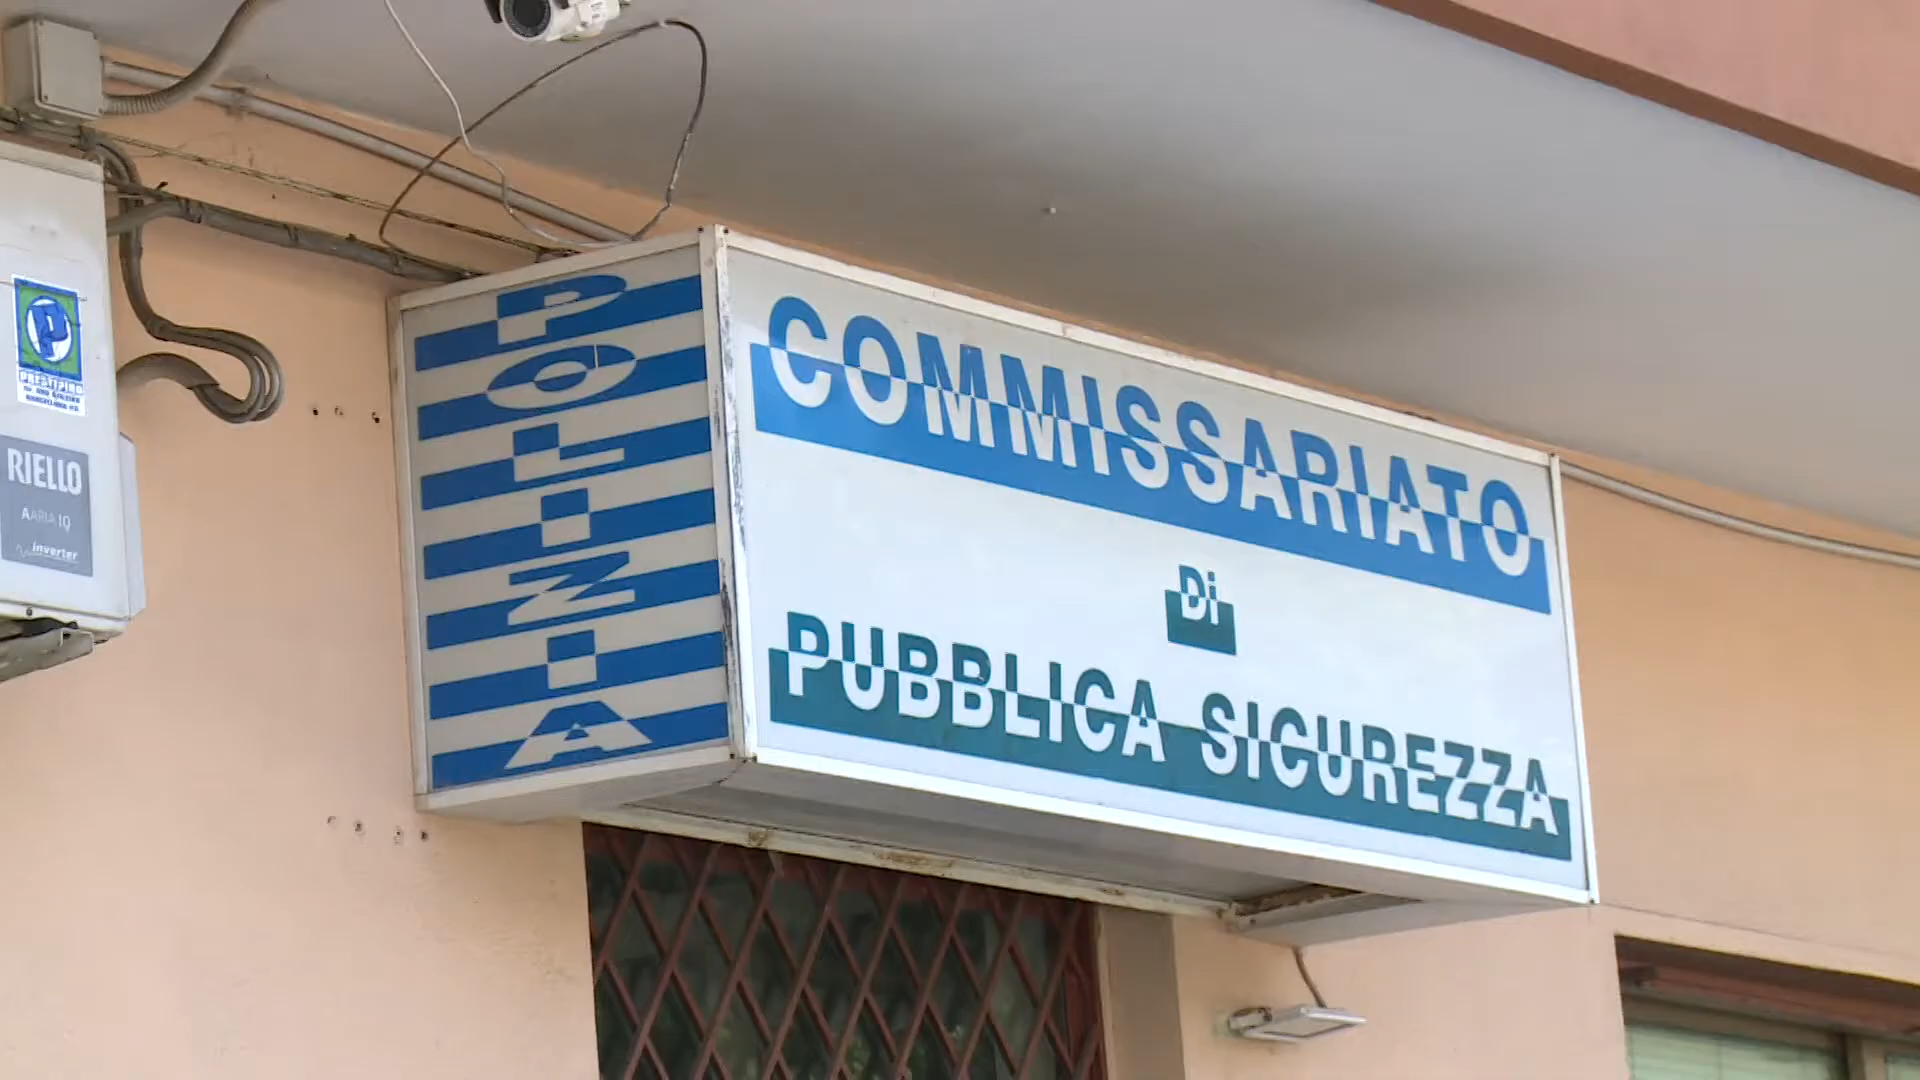 POLIZIA
COMMISSARIATO
Di
PUBBLICA SICUREZZA
P
PRESTIPINO
RIELLO
AARIA IQ
inverter